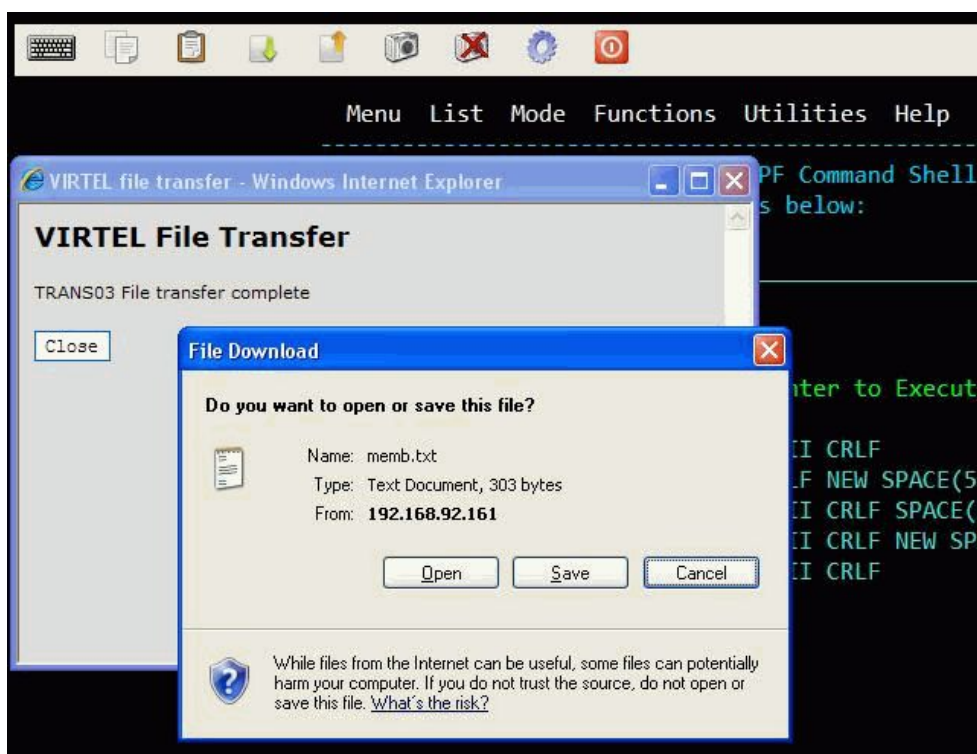 Menu List Mode Functions Utilities Help
VIRTEL file transfer - Windows Internet Explorer
PF Command Shell
s below:
VIRTEL File Transfer
TRANS03 File transfer complete
Close
File Download
Do you want to open or save this file?
Name: memb.txt
Type: Text Document, 303 bytes
From: 192.168.92.161
Open Save Cancel
While files from the Internet can be useful, some files can potentially
harm your computer. If you do not trust the source, do not open or
save this file. What's the risk?
nter to Execut
II CRLF
LF NEW SPACE(5
II CRLF SPACE(
II CRLF NEW SP
II CRLF